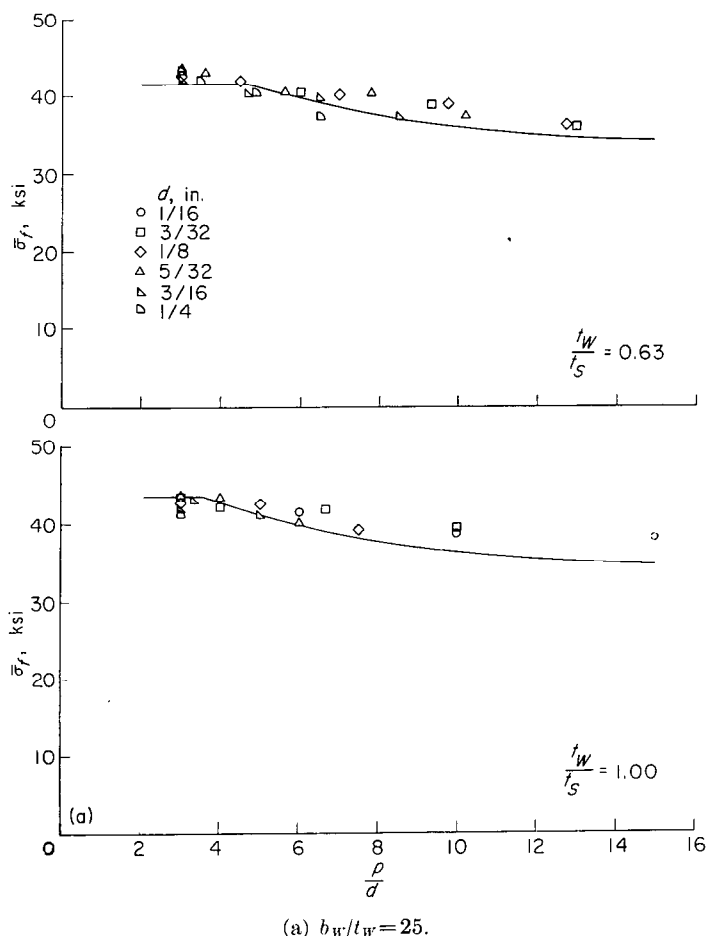 50
40
30
20
10
0
σ̄f, ksi
d, in.
1/16
3/32
1/8
5/32
3/16
1/4
tW/tS = 0.63
50
40
30
20
10
0
σ̄f, ksi
tW/tS = 1.00
(a)
2 4 6 8 10 12 14 16
p/d
(a) bW/tW=25.